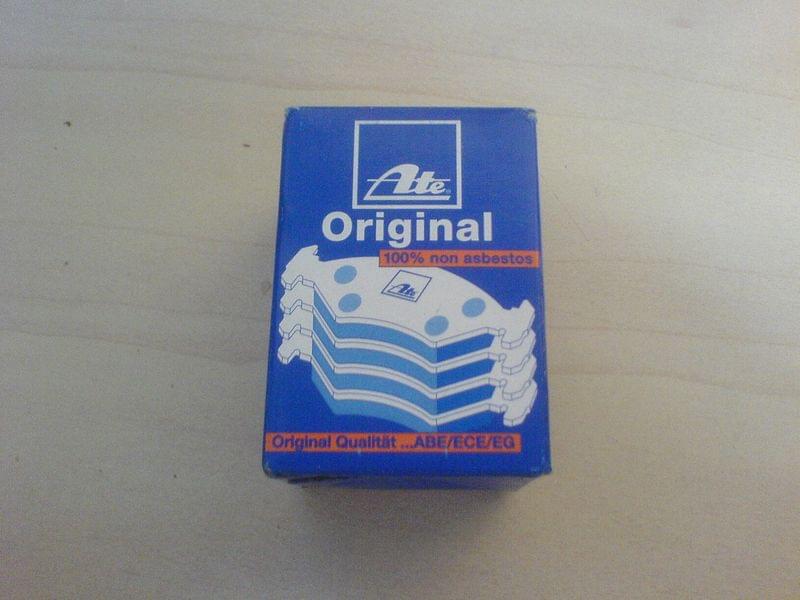 Ate
Original
100% non asbestos
Ate
Original Qualität ...ABE/ECE/EG